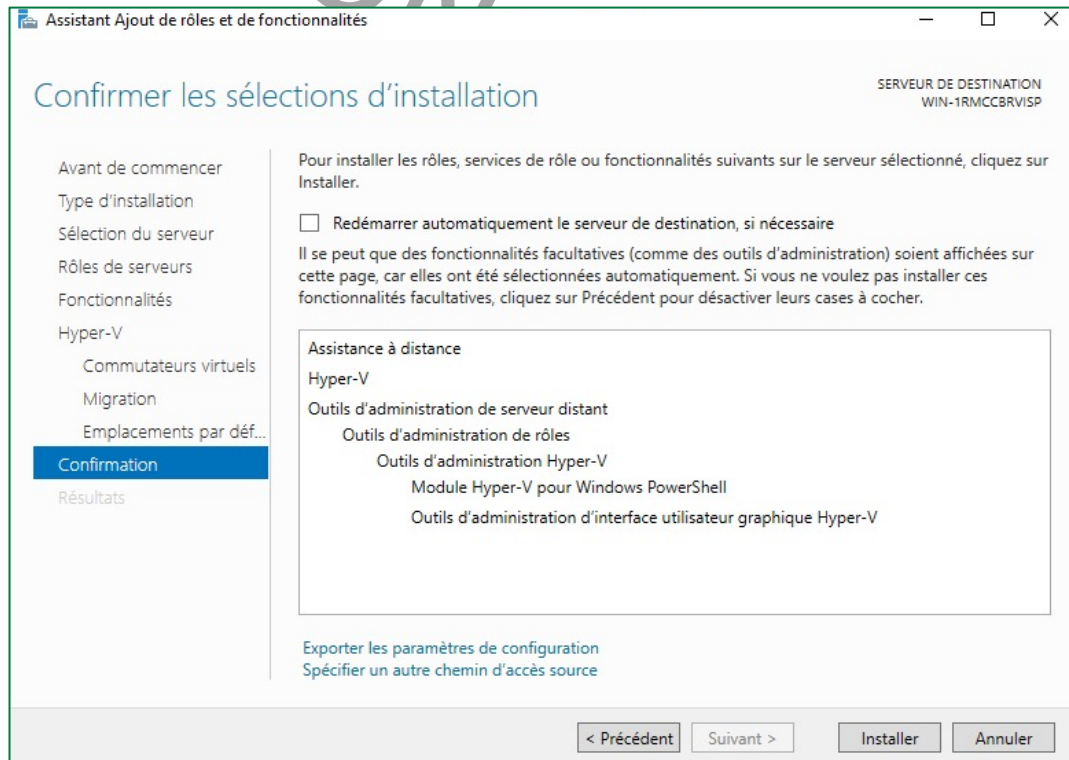 Assistant Ajout de rôles et de fonctionnalités
Confirmer les sélections d'installation
SERVEUR DE DESTINATION
WIN-1RMCCBRVISP
Avant de commencer
Type d'installation
Sélection du serveur
Rôles de serveurs
Fonctionnalités
Hyper-V
Commutateurs virtuels
Migration
Emplacements par déf...
Confirmation
Résultats
Pour installer les rôles, services de rôle ou fonctionnalités suivants sur le serveur sélectionné, cliquez sur
Installer.
Redémarrer automatiquement le serveur de destination, si nécessaire
Il se peut que des fonctionnalités facultatives (comme des outils d'administration) soient affichées sur
cette page, car elles ont été sélectionnées automatiquement. Si vous ne voulez pas installer ces
fonctionnalités facultatives, cliquez sur Précédent pour désactiver leurs cases à cocher.
Assistance à distance
Hyper-V
Outils d'administration de serveur distant
Outils d'administration de rôles
Outils d'administration Hyper-V
Module Hyper-V pour Windows PowerShell
Outils d'administration d'interface utilisateur graphique Hyper-V
Exporter les paramètres de configuration
Spécifier un autre chemin d'accès source
< Précédent
Suivant >
Installer
Annuler